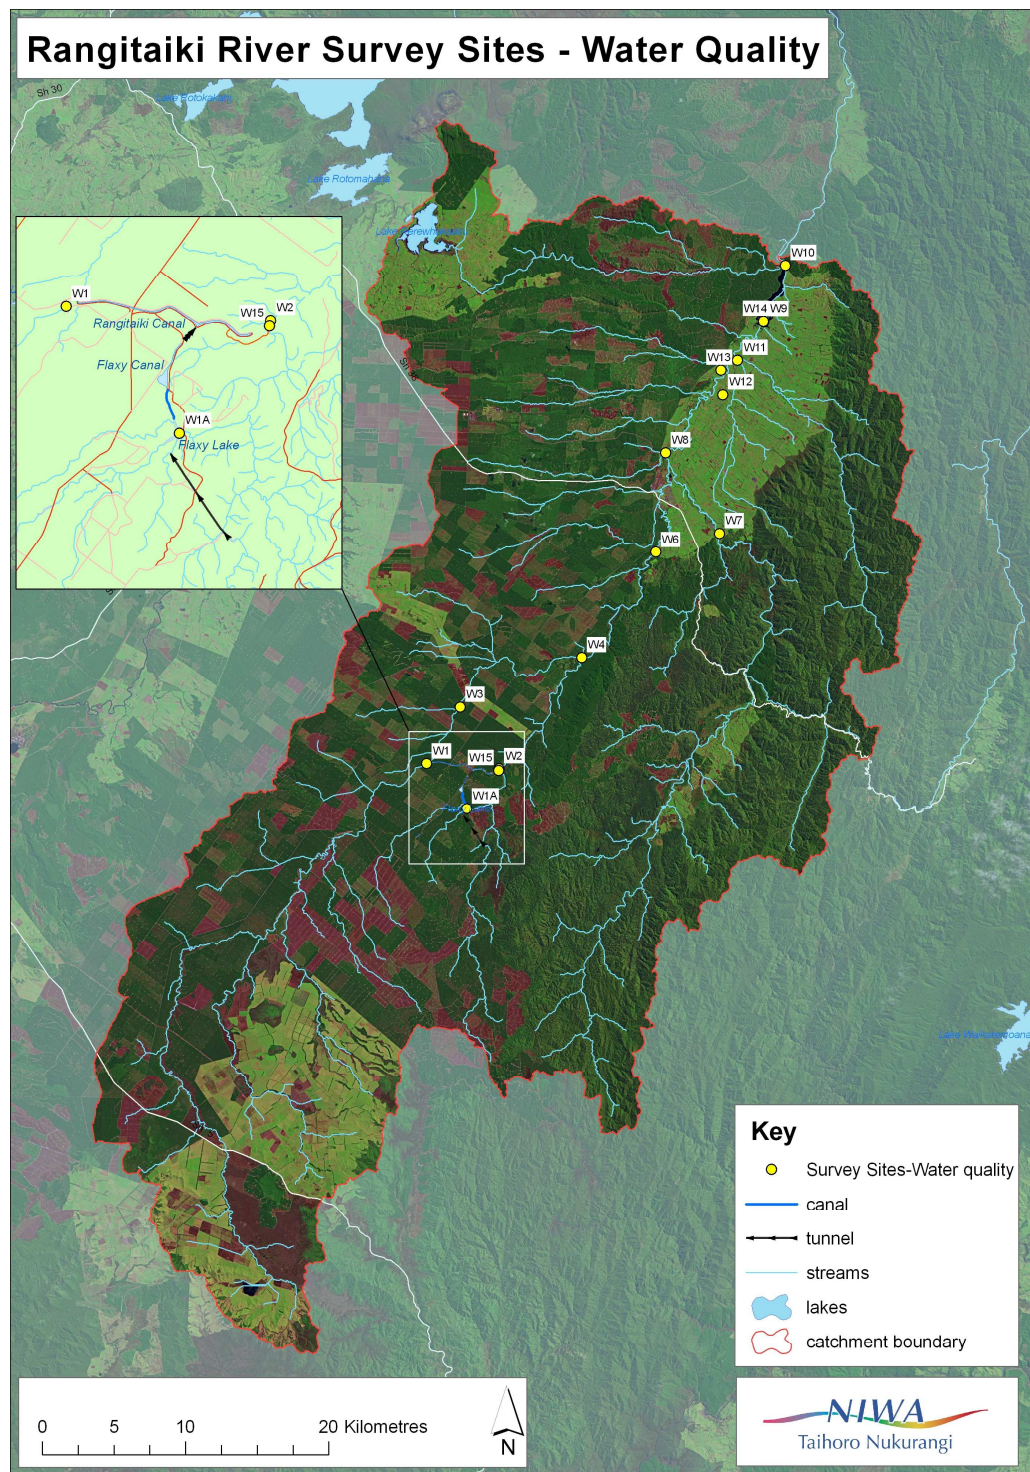 Rangitaiki River Survey Sites - Water Quality
Sh 30
Lake Rotokakahi
Lake Rotomahana
W10
W14 W9
W11
W13
W12
W8
W7
W6
W4
W3
W1
W15 W2
W1A
W1
W15 W2
Rangitaiki Canal
Flaxy Canal
W1A
Flaxy Lake
Key
Survey Sites-Water quality
canal
tunnel
streams
lakes
catchment boundary
0 5 10 20 Kilometres
N
NIWA
Taihoro Nukurangi